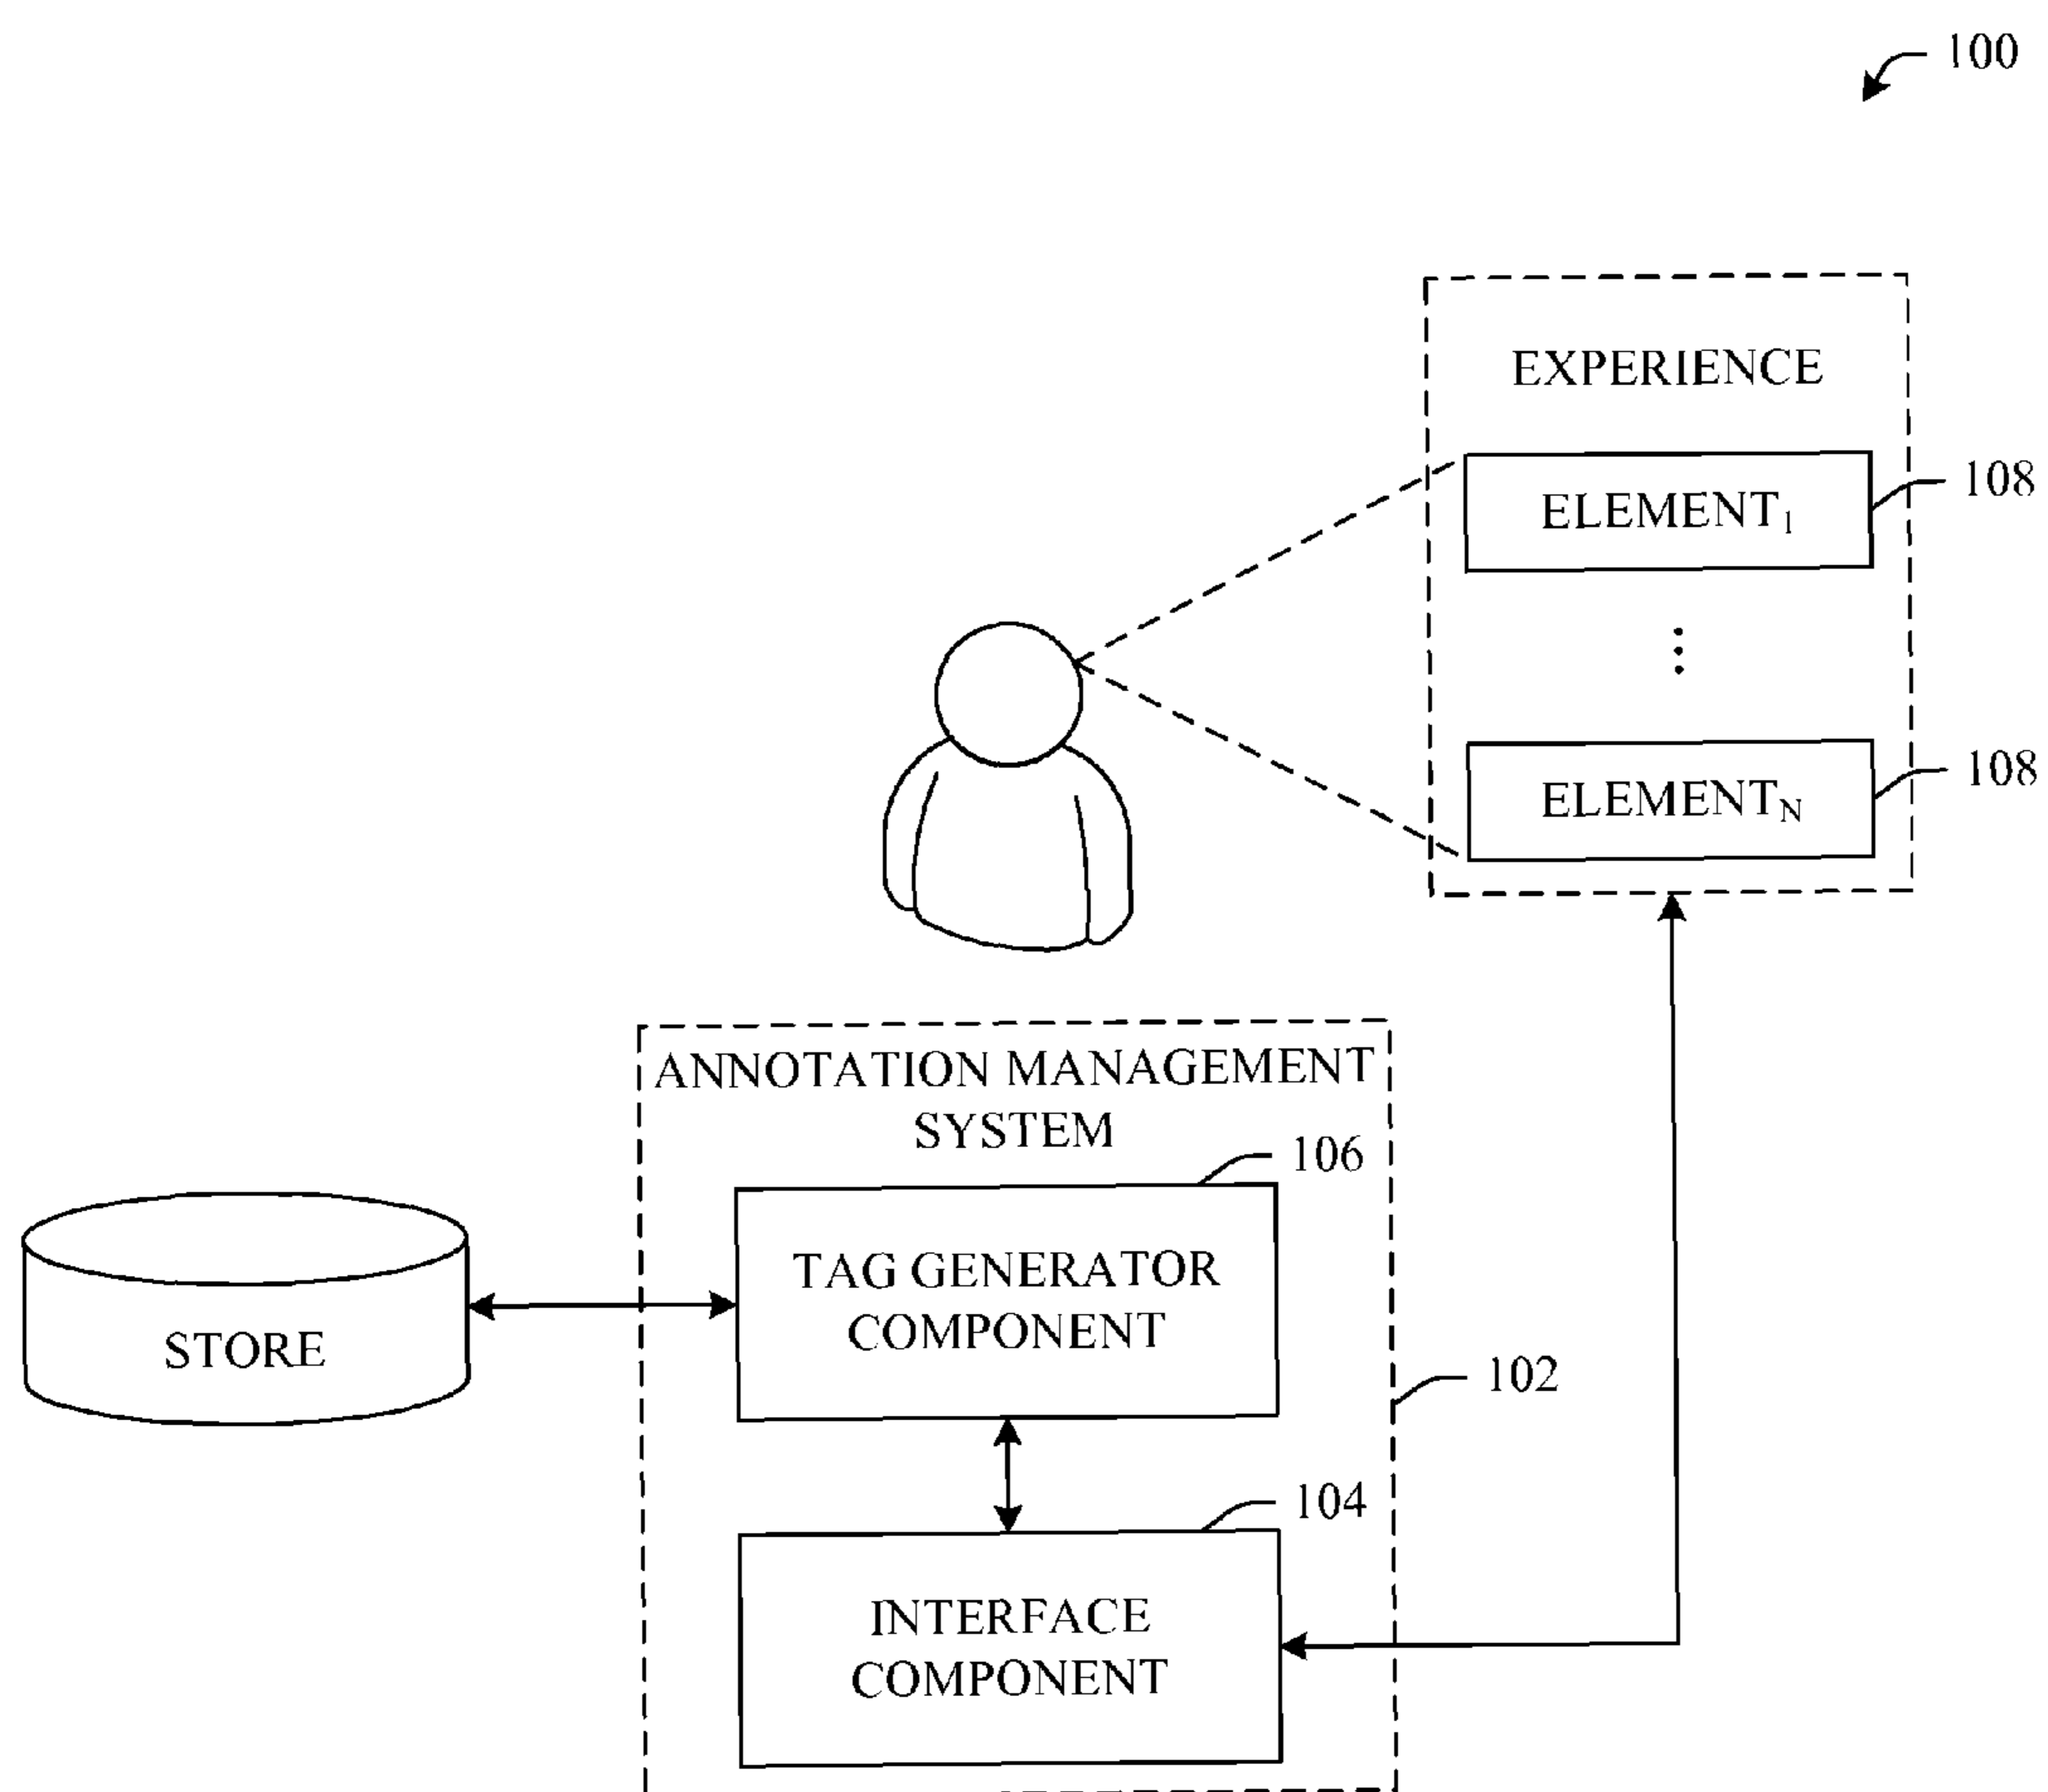 100
EXPERIENCE
ELEMENT₁
108
ELEMENTN
108
ANNOTATION MANAGEMENT
SYSTEM
106
TAG GENERATOR
COMPONENT
STORE
102
104
INTERFACE
COMPONENT